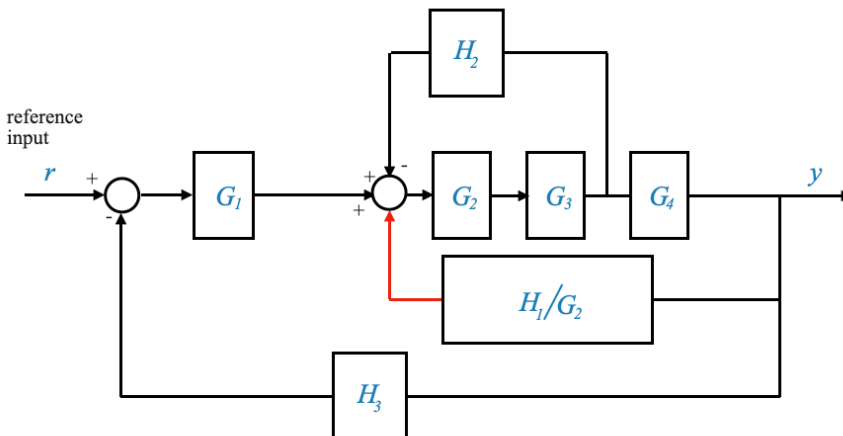 H₂
reference
input
r
+
-
G₁
+
-
+
G₂
G₃
G₄
y
H₁/G₂
H₃